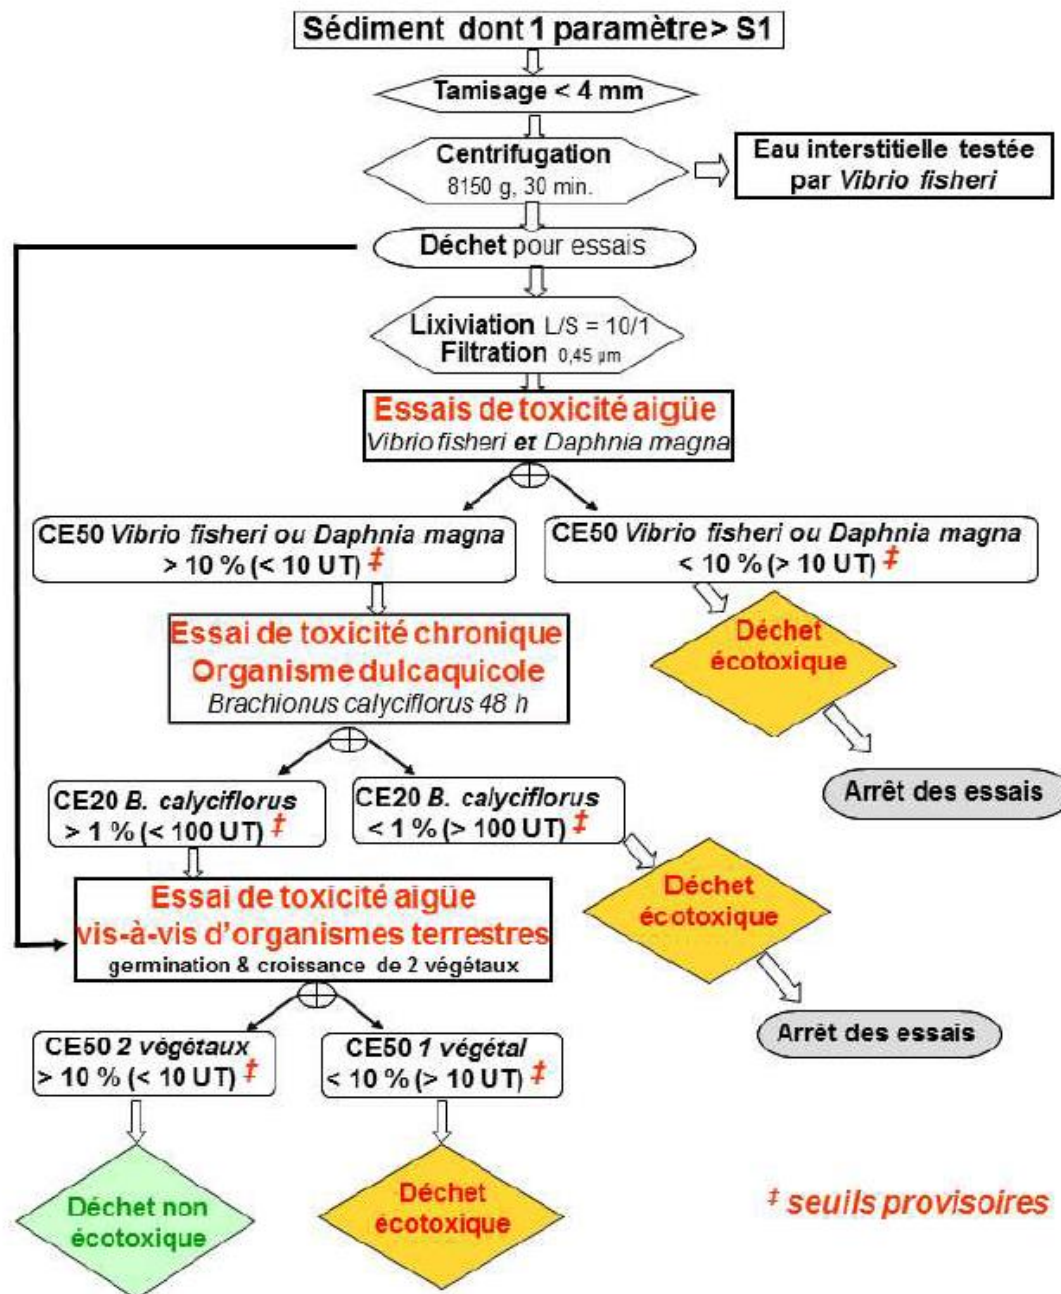 Sédiment dont 1 paramètre > S1
Tamisage < 4 mm
Centrifugation
8150 g, 30 min.
Eau interstitielle testée
par Vibrio fisheri
Déchet pour essais
Lixiviation L/S = 10/1
Filtration 0,45 µm
Essais de toxicité aigüe
Vibrio fisheri et Daphnia magna
CE50 Vibrio fisheri ou Daphnia magna
> 10 % (< 10 UT) ‡
CE50 Vibrio fisheri ou Daphnia magna
< 10 % (> 10 UT) ‡
Essai de toxicité chronique
Organisme dulcaquicole
Brachionus calyciflorus 48 h
Déchet
écotoxique
Arrêt des essais
CE20 B. calyciflorus
> 1 % (< 100 UT) ‡
CE20 B. calyciflorus
< 1 % (> 100 UT) ‡
Déchet
écotoxique
Arrêt des essais
Essai de toxicité aigüe
vis-à-vis d'organismes terrestres
germination & croissance de 2 végétaux
CE50 2 végétaux
> 10 % (< 10 UT) ‡
CE50 1 végétal
< 10 % (> 10 UT) ‡
Déchet non
écotoxique
Déchet
écotoxique
‡ seuils provisoires